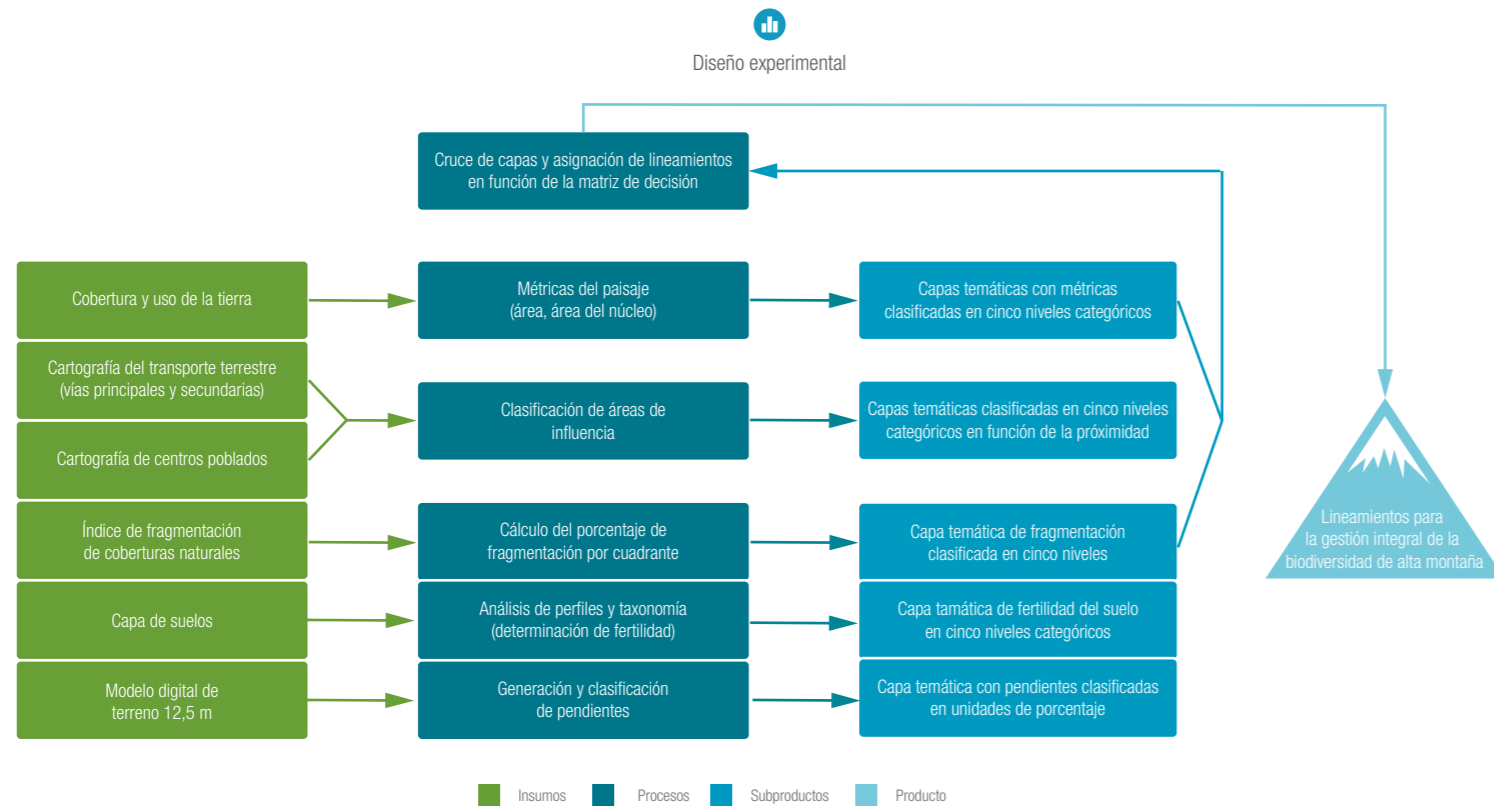 Diseño experimental
Cruce de capas y asignación de lineamientos
en función de la matriz de decisión
Cobertura y uso de la tierra
Métricas del paisaje
(área, área del núcleo)
Capas temáticas con métricas
clasificadas en cinco niveles categóricos
Cartografía del transporte terrestre
(vías principales y secundarias)
Cartografía de centros poblados
Clasificación de áreas de
influencia
Capas temáticas clasificadas en cinco niveles
categóricos en función de la próximidad
Índice de fragmentación
de coberturas naturales
Cálculo del porcentaje de
fragmentación por cuadrante
Capa temática de fragmentación
clasificada en cinco niveles
Capa de suelos
Análisis de perfiles y taxonomía
(determinación de fertilidad)
Capa tamática de fertilidad del suelo
en cinco niveles categóricos
Modelo digital de
terreno 12,5 m
Generación y clasificación
de pendientes
Capa temática con pendientes clasificadas
en unidades de porcentaje
Lineamientos para
la gestión integral de la
biodiversidad de alta montaña
Insumos
Procesos
Subproductos
Producto